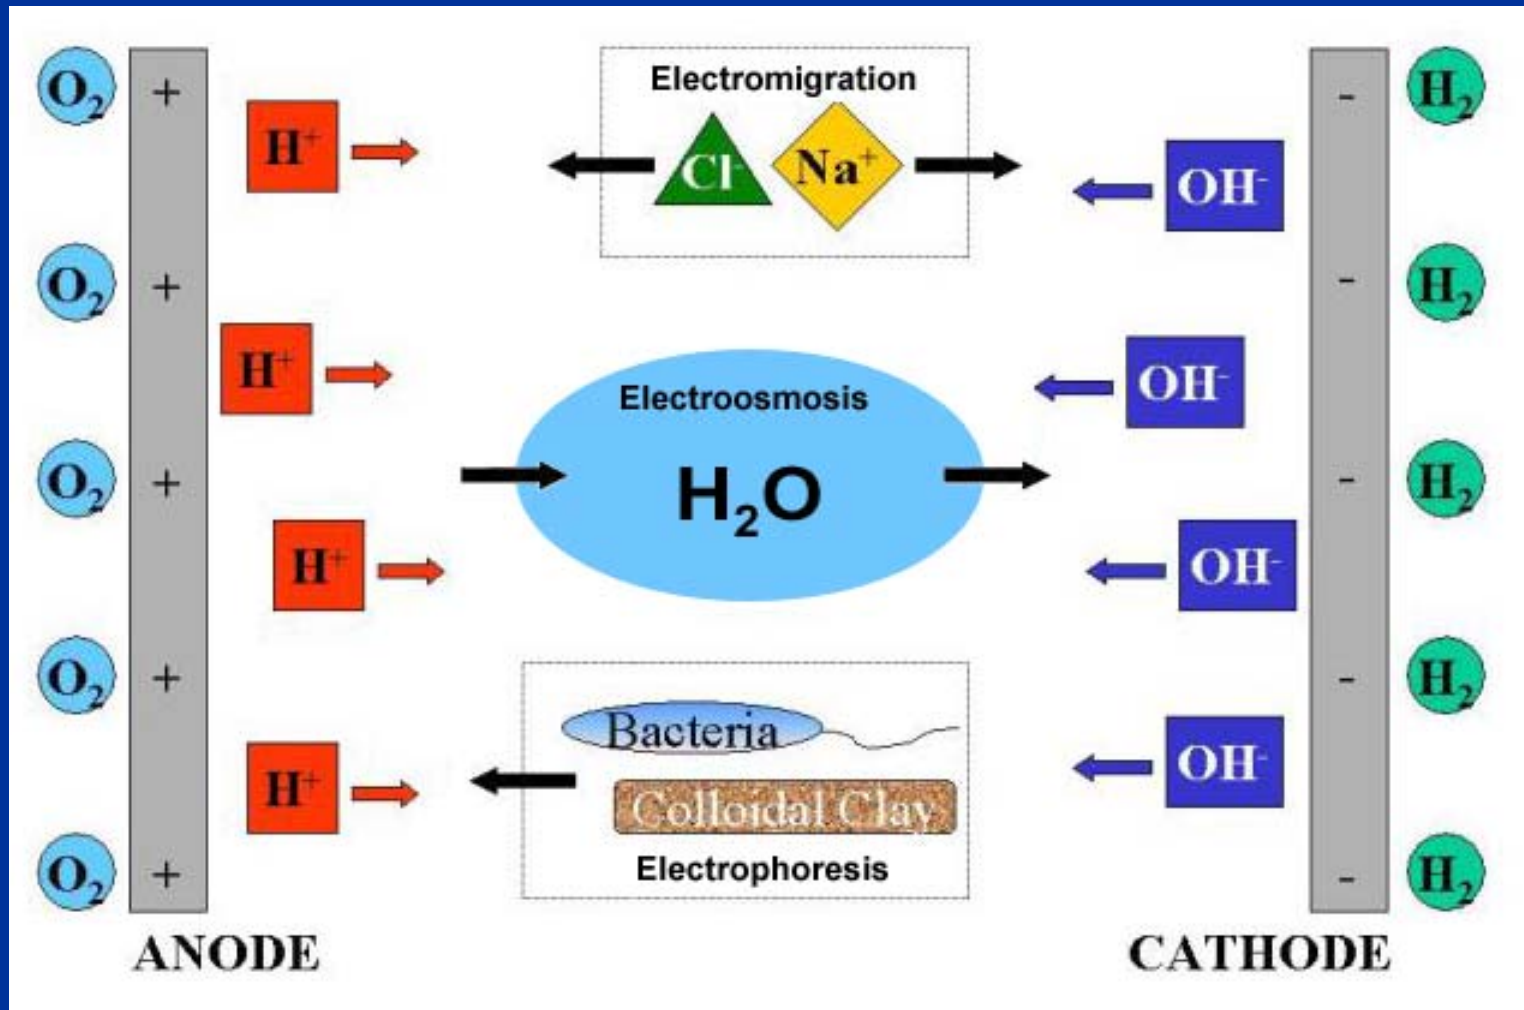 Electromigration
O₂ + H⁺ Cl⁻ Na⁺ OH⁻ - H₂
O₂ + H⁺ OH⁻ - H₂
Electroosmosis
O₂ + H₂O - H₂
H⁺ OH⁻
O₂ + - H₂
Bacteria
H⁺ OH⁻
Colloidal Clay
Electrophoresis
O₂ + - H₂
ANODE CATHODE